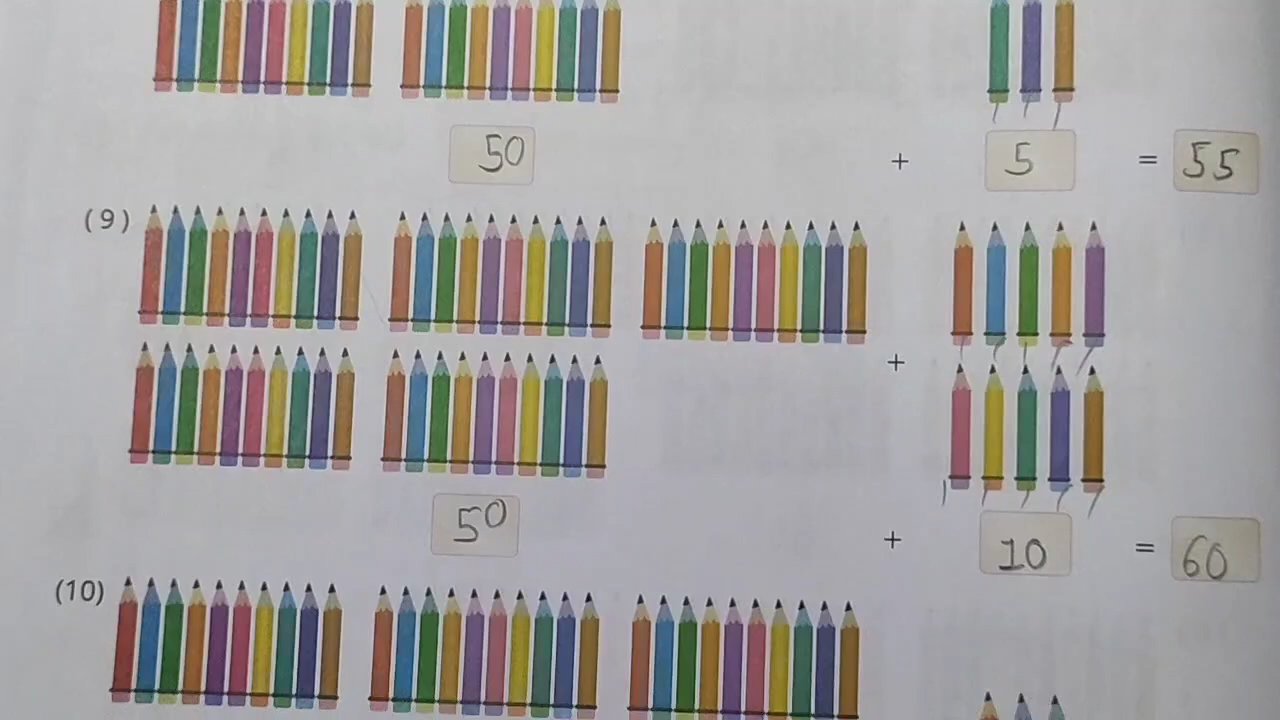 50 + 5 = 55
(9)
+
50 + 10 = 60
(10)